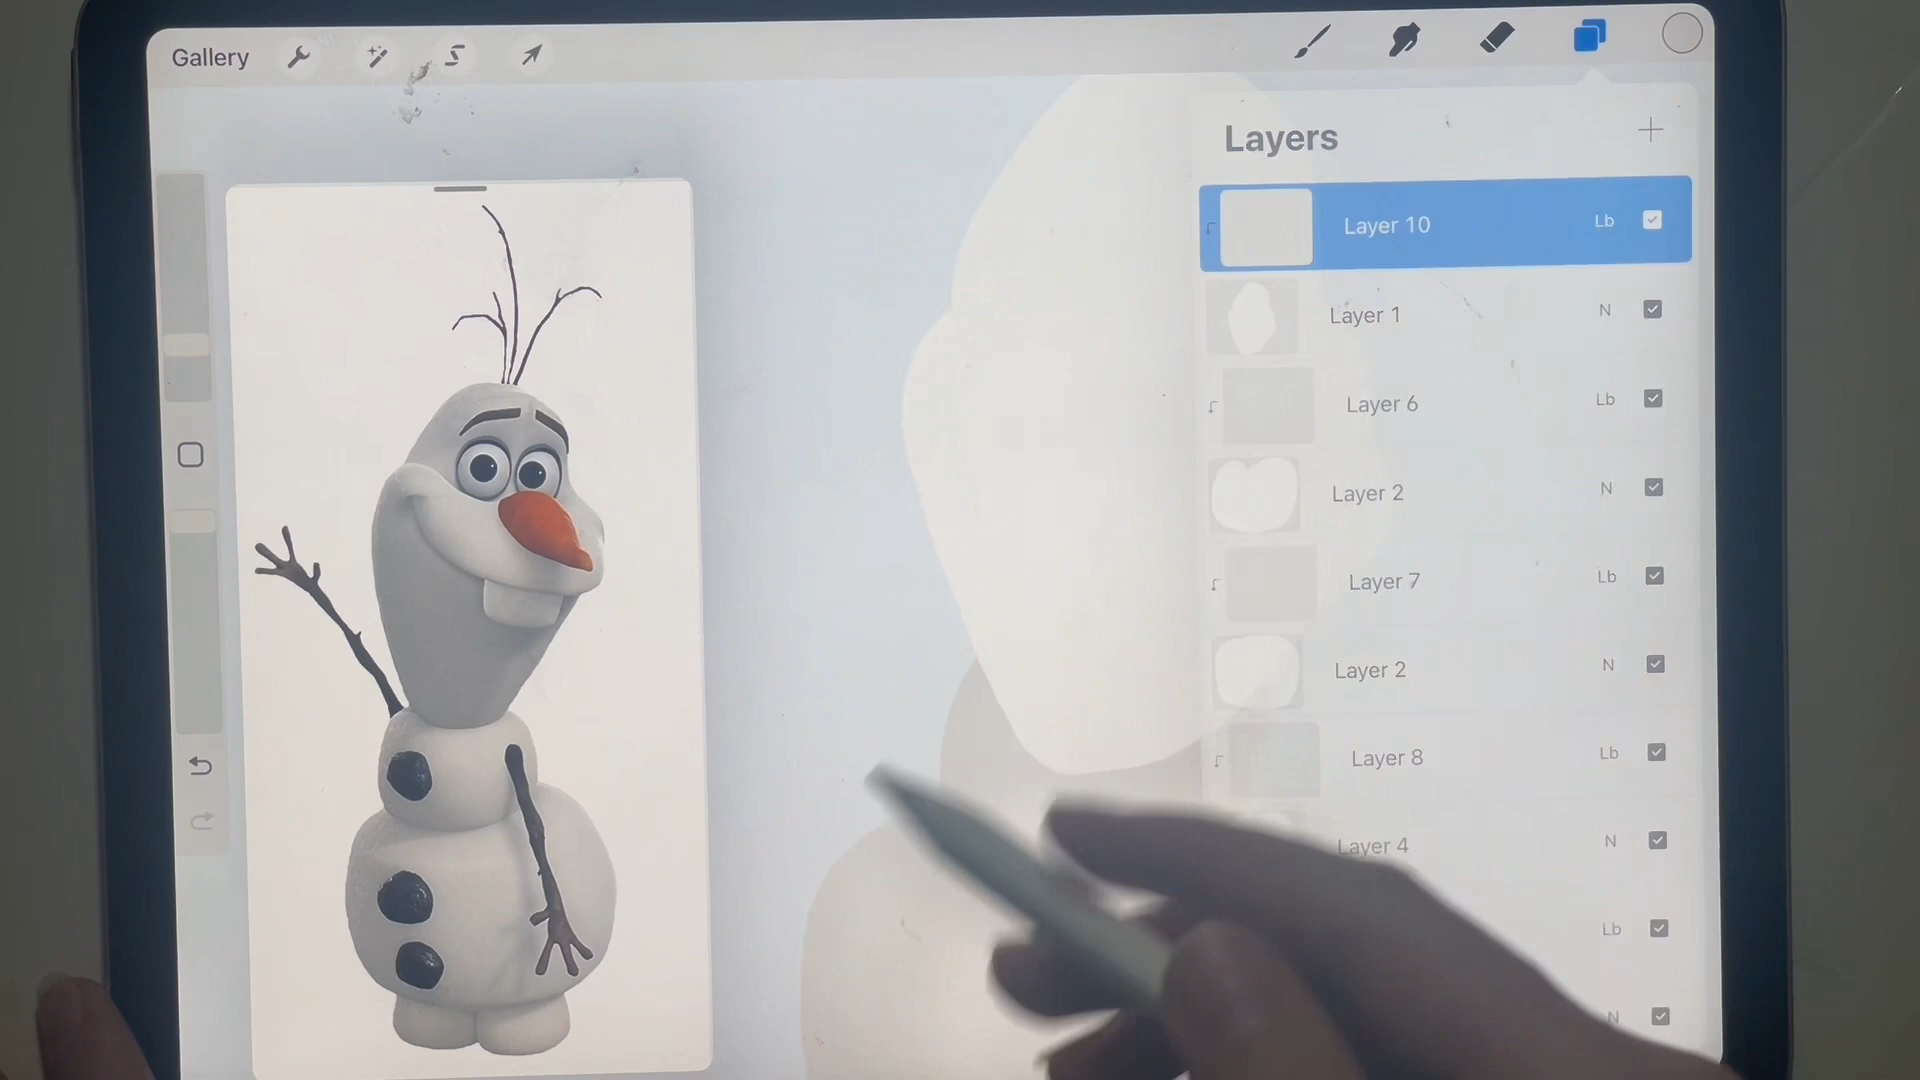 Gallery
Layers
Layer 10 Lb
Layer 1 N
Layer 6 Lb
Layer 2 N
Layer 7 Lb
Layer 2 N
Layer 8 Lb
Layer 4 N
Lb
N